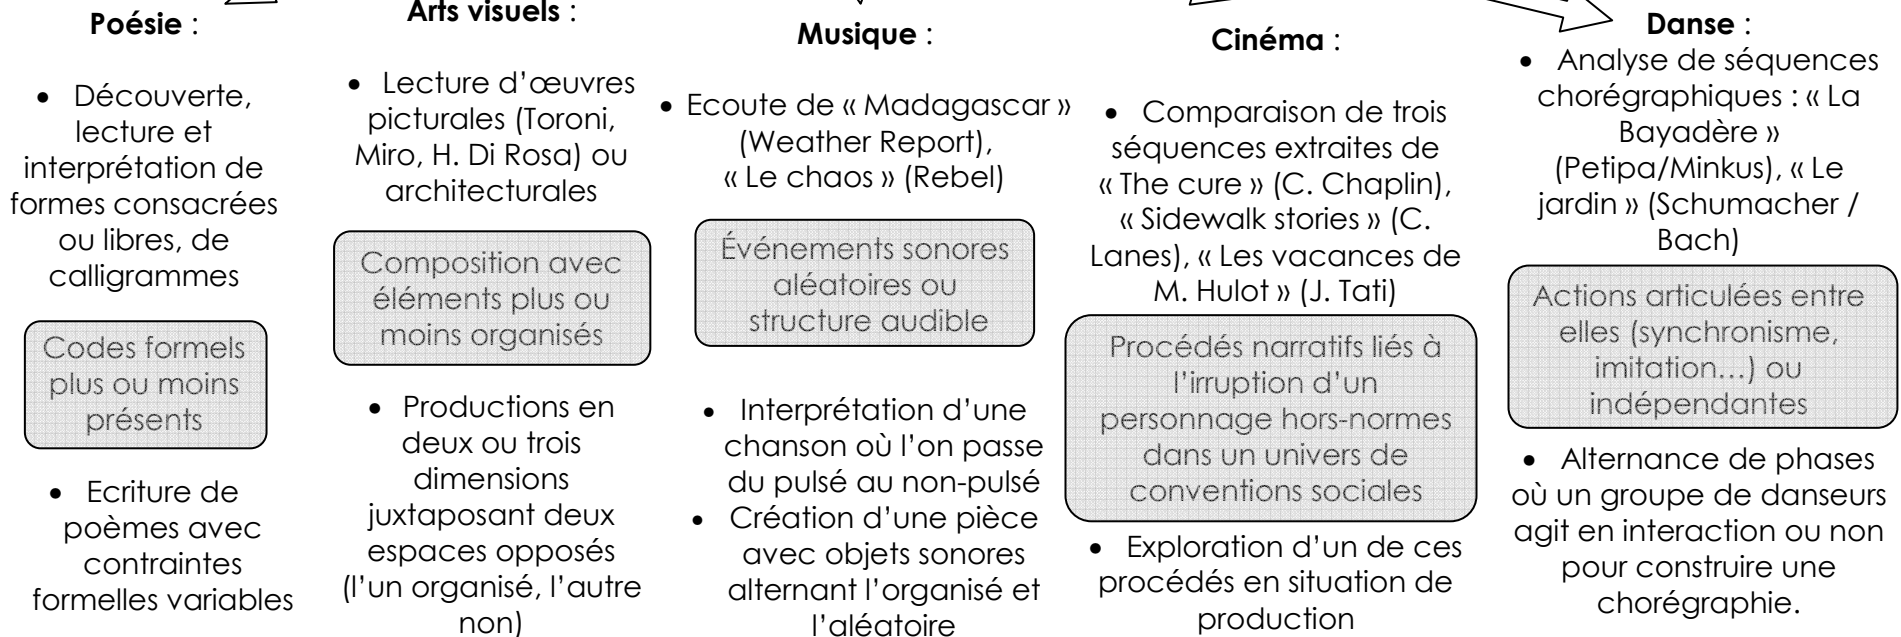 Poésie :
• Découverte,
lecture et
interprétation de
formes consacrées
ou libres, de
calligrammes
Codes formels
plus ou moins
présents
• Ecriture de
poèmes avec
contraintes
formelles variables
Arts visuels :
• Lecture d'œuvres
picturales (Toroni,
Miro, H. Di Rosa) ou
architecturales
Composition avec
éléments plus ou
moins organisés
• Productions en
deux ou trois
dimensions
juxtaposant deux
espaces opposés
(l'un organisé, l'autre
non)
Musique :
• Ecoute de « Madagascar »
(Weather Report),
« Le chaos » (Rebel)
Événements sonores
aléatoires ou
structure audible
• Interprétation d'une
chanson où l'on passe
du pulsé au non-pulsé
• Création d'une pièce
avec objets sonores
alternant l'organisé et
l'aléatoire
Cinéma :
• Comparaison de trois
séquences extraites de
« The cure » (C. Chaplin),
« Sidewalk stories » (C.
Lanes), « Les vacances de
M. Hulot » (J. Tati)
Procédés narratifs liés à
l'irruption d'un
personnage hors-normes
dans un univers de
conventions sociales
• Exploration d'un de ces
procédés en situation de
production
Danse :
• Analyse de séquences
chorégraphiques : « La
Bayadère »
(Petipa/Minkus), « Le
jardin » (Schumacher /
Bach)
Actions articulées entre
elles (synchronisme,
imitation…) ou
indépendantes
• Alternance de phases
où un groupe de danseurs
agit en interaction ou non
pour construire une
chorégraphie.